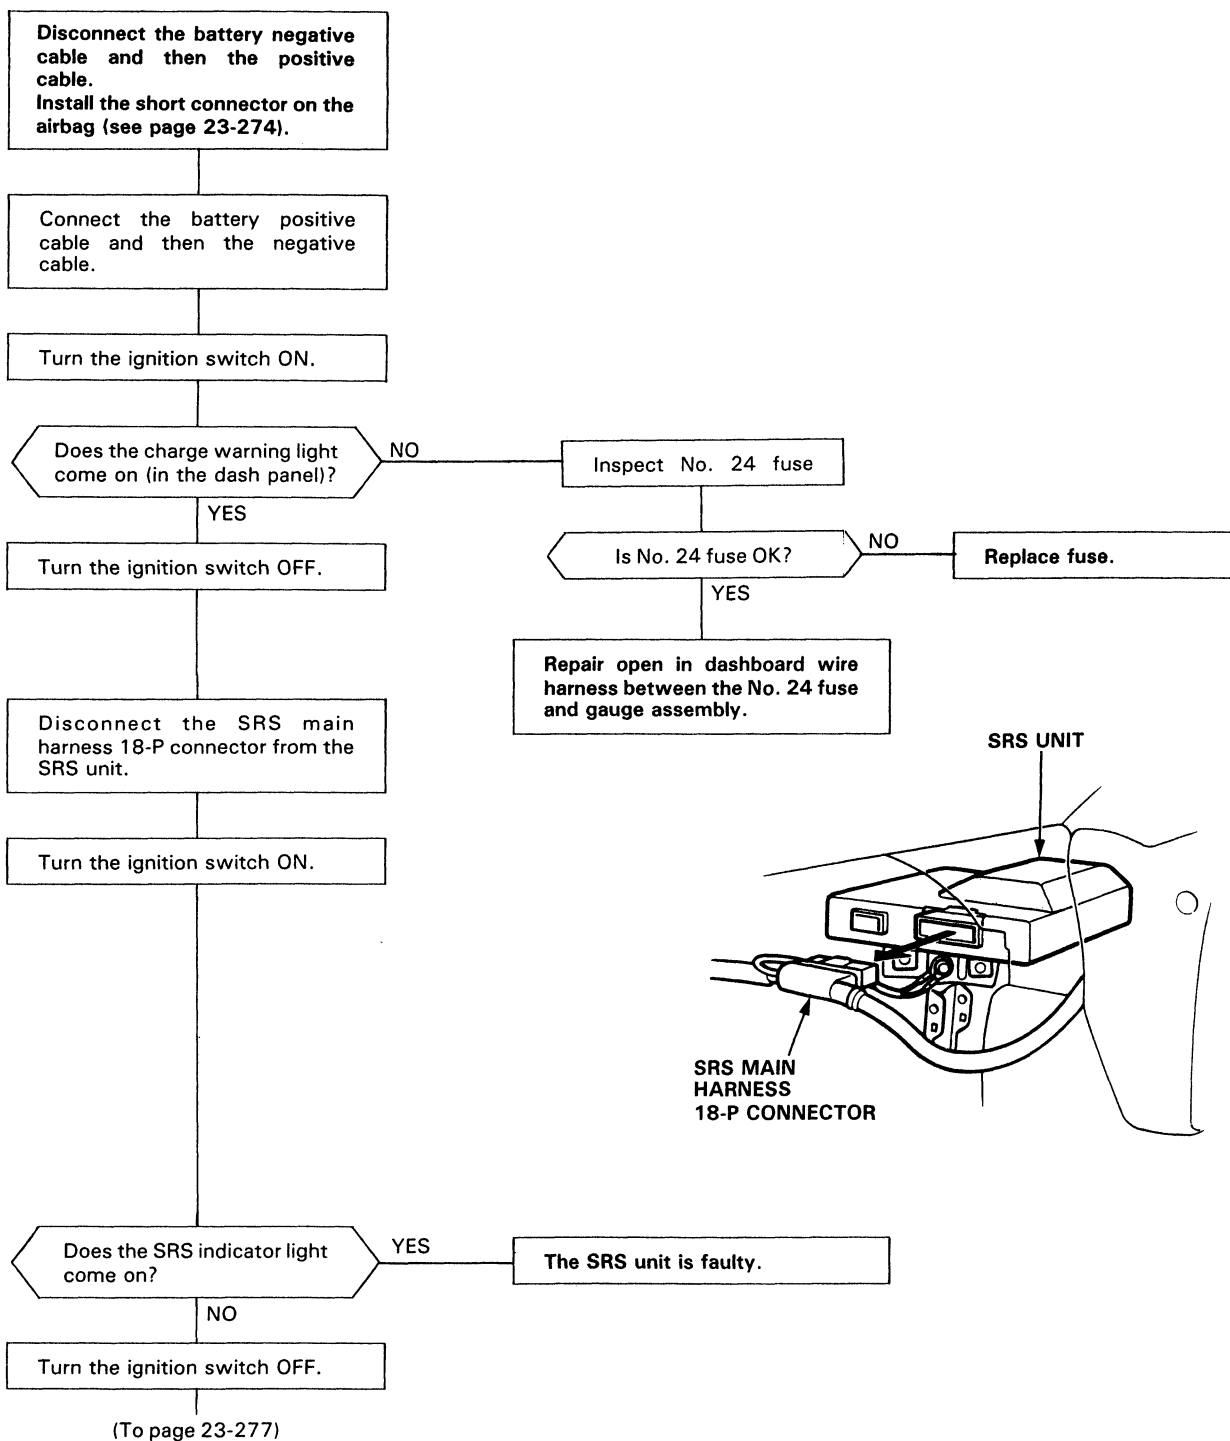 Disconnect the battery negative
cable and then the positive
cable.
Install the short connector on the
airbag (see page 23-274).
Connect the battery positive
cable and then the negative
cable.
Turn the ignition switch ON.
Does the charge warning light
come on (in the dash panel)?
NO
Inspect No. 24 fuse
YES
Is No. 24 fuse OK?
NO
Replace fuse.
YES
Turn the ignition switch OFF.
Repair open in dashboard wire
harness between the No. 24 fuse
and gauge assembly.
Disconnect the SRS main
harness 18-P connector from the
SRS unit.
SRS UNIT
Turn the ignition switch ON.
SRS MAIN
HARNESS
18-P CONNECTOR
Does the SRS indicator light
come on?
YES
The SRS unit is faulty.
NO
Turn the ignition switch OFF.
(To page 23-277)